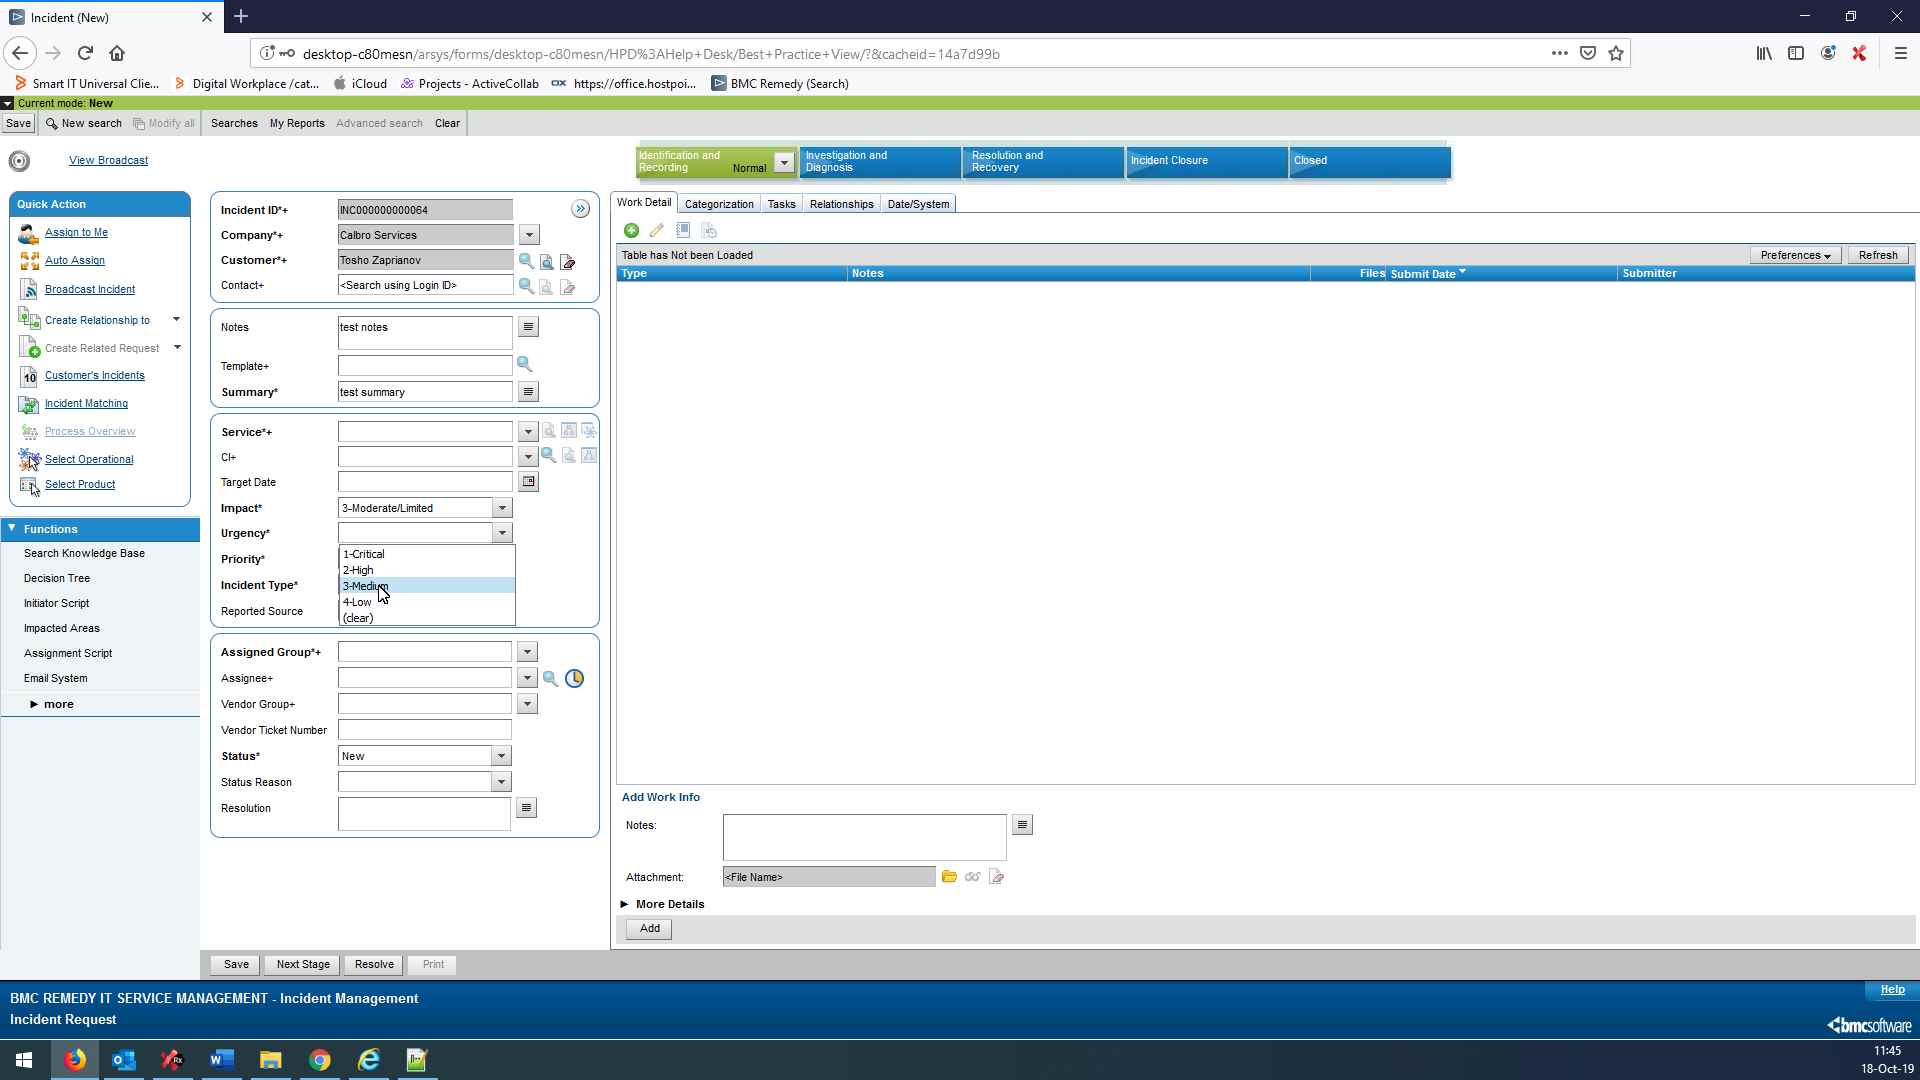 Incident (New)
desktop-c80mesn/arsys/forms/desktop-c80mesn/HPD%3AHelp+Desk/Best+Practice+View/?&cacheid=14a7d99b
Smart IT Universal Clie...
Digital Workplace /cat...
iCloud
Projects - ActiveCollab
https://office.hostpoi...
BMC Remedy (Search)
Current mode: New
Save
New search
Modify all
Searches
My Reports
Advanced search
Clear
View Broadcast
Identification and
Recording
Normal
Investigation and
Diagnosis
Resolution and
Recovery
Incident Closure
Closed
Quick Action
Assign to Me
Auto Assign
Broadcast Incident
Create Relationship to
Create Related Request
10
Customer's Incidents
Incident Matching
Process Overview
Select Operational
Select Product
Functions
Search Knowledge Base
Decision Tree
Initiator Script
Impacted Areas
Assignment Script
Email System
more
Incident ID*+
INC000000000064
Company*+
Calbro Services
Customer*+
Tosho Zaprianov
Contact+
<Search using Login ID>
Notes
test notes
Template+
Summary*
test summary
Service*+
CI+
Target Date
Impact*
3-Moderate/Limited
Urgency*
Priority*
1-Critical
2-High
Incident Type*
3-Medium
4-Low
Reported Source
(clear)
Assigned Group*+
Assignee+
Vendor Group+
Vendor Ticket Number
Status*
New
Status Reason
Resolution
Work Detail
Categorization
Tasks
Relationships
Date/System
Table has Not been Loaded
Preferences
Refresh
Type
Notes
Files
Submit Date
Submitter
Add Work Info
Notes:
Attachment:
<File Name>
More Details
Add
Save
Next Stage
Resolve
Print
BMC REMEDY IT SERVICE MANAGEMENT - Incident Management
Incident Request
Help
bmcsoftware
11:45
18-Oct-19